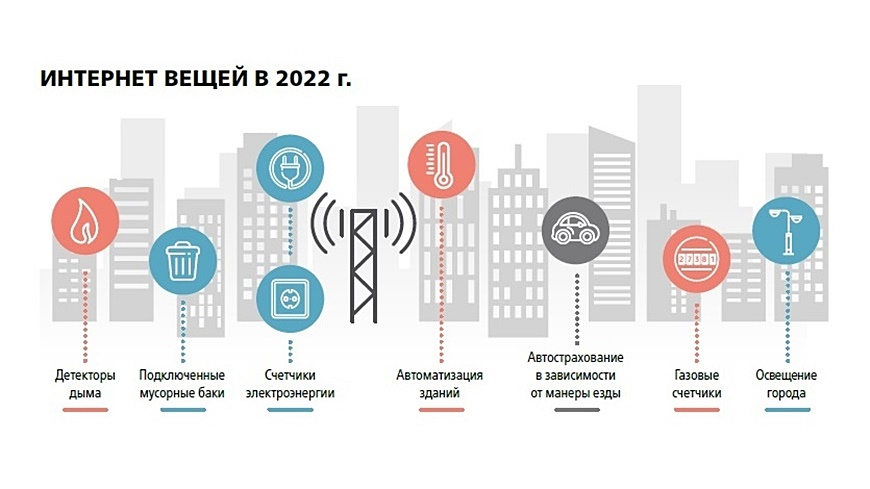 ИНТЕРНЕТ ВЕЩЕЙ В 2022 г.
27381
Детекторы
дыма
Подключенные
мусорные баки
Счетчики
электроэнергии
Автоматизация
зданий
Автострахование
в зависимости
от манеры езды
Газовые
счетчики
Освещение
города